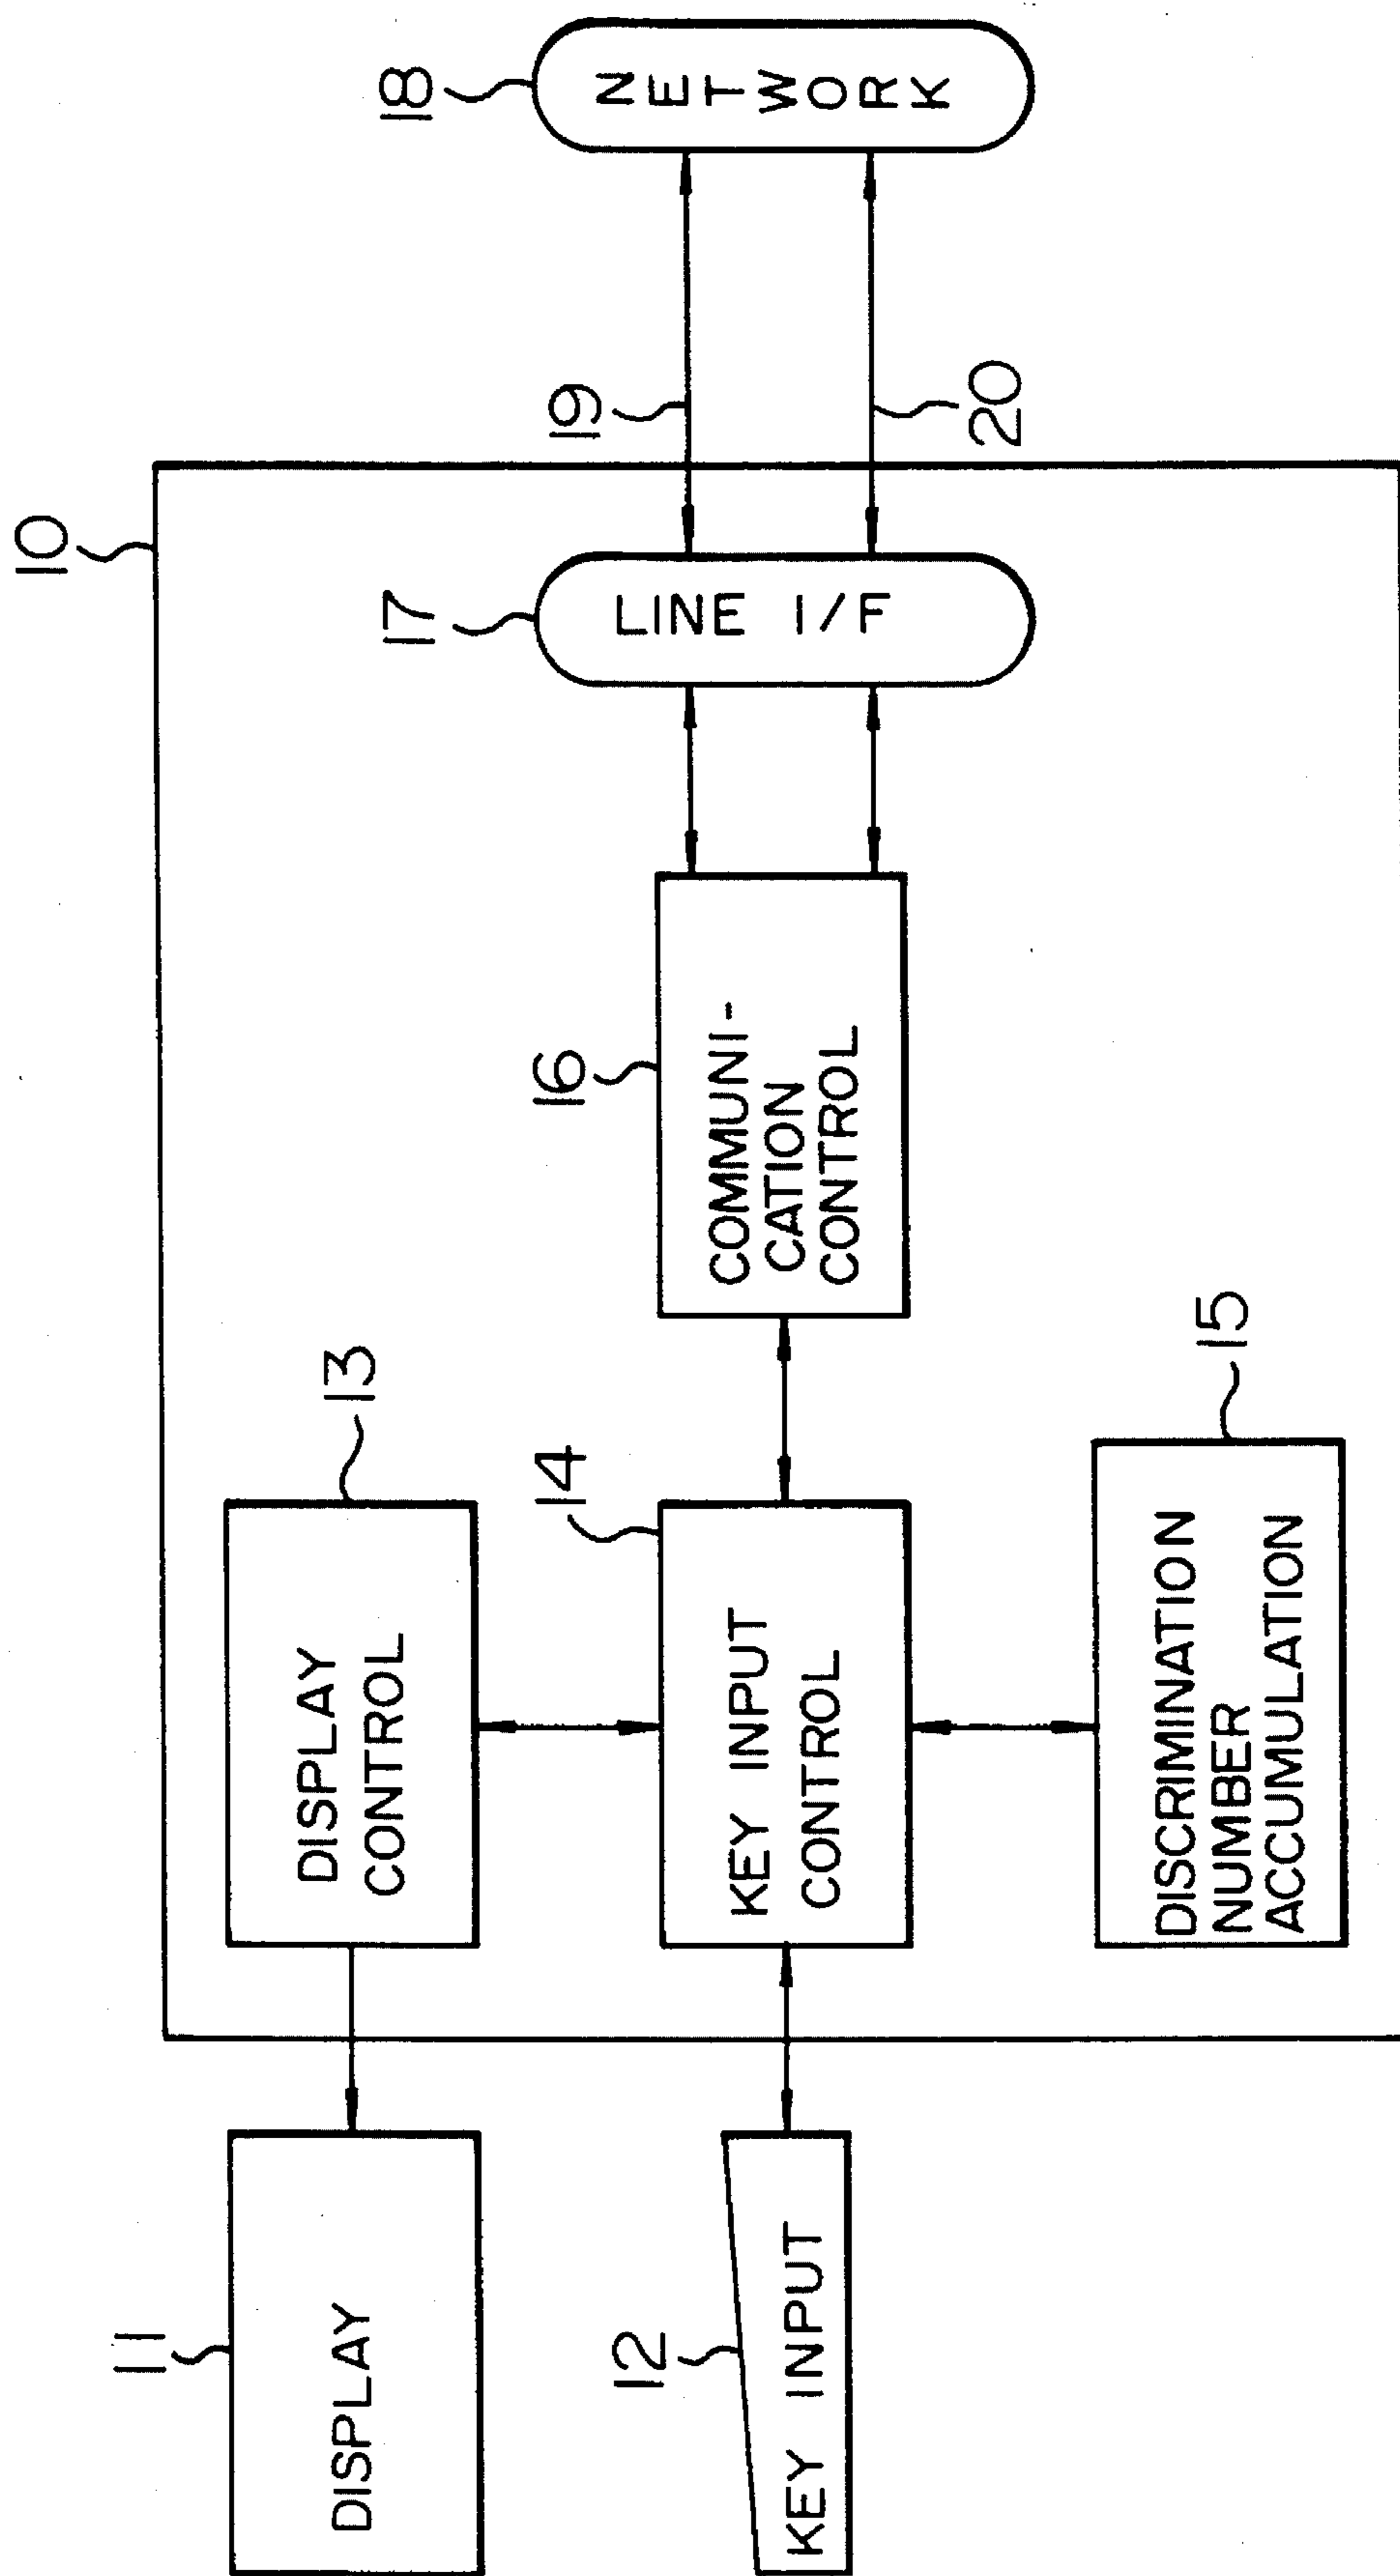 10
11
DISPLAY
13
DISPLAY
CONTROL
12
KEY INPUT
14
KEY INPUT
CONTROL
15
DISCRIMINATION
NUMBER
ACCUMULATION
16
COMMUNI-
CATION
CONTROL
17
LINE I/F
19
20
18
NETWORK